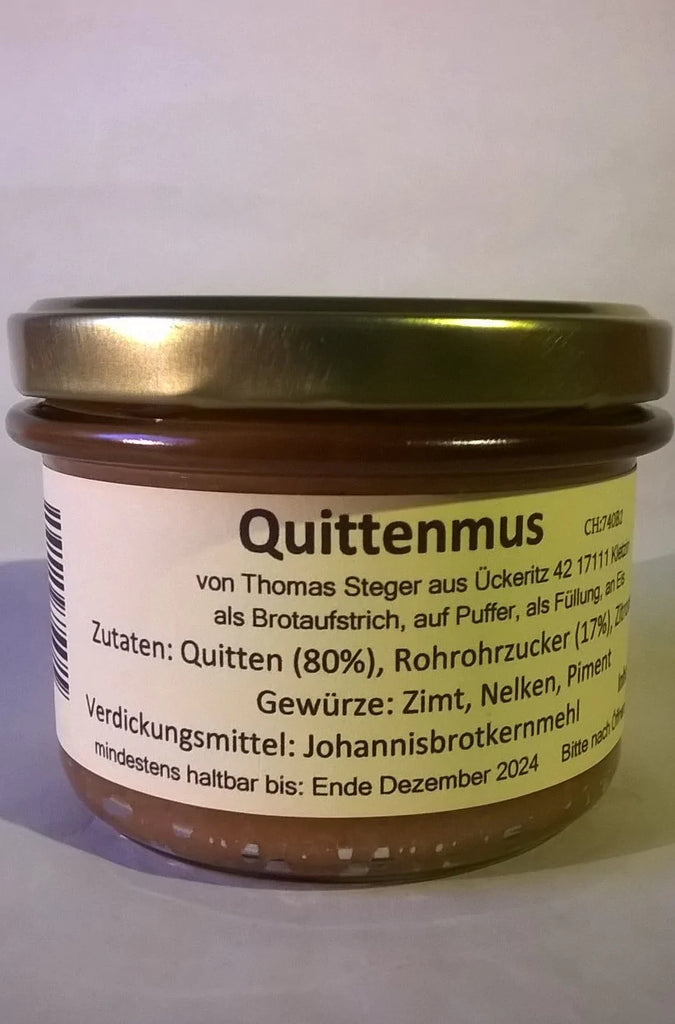 Quittenmus
CH:740B2
von Thomas Steger aus Ückeritz 42 17111
als Brotaufstrich, auf Puffer, als Füllung, an Eis
Zutaten: Quitten (80%), Rohrohrzucker (17%),
Gewürze: Zimt, Nelken, Piment
Verdickungsmittel: Johannisbrotkernmehl
mindestens haltbar bis: Ende Dezember 2024
Bitte nach